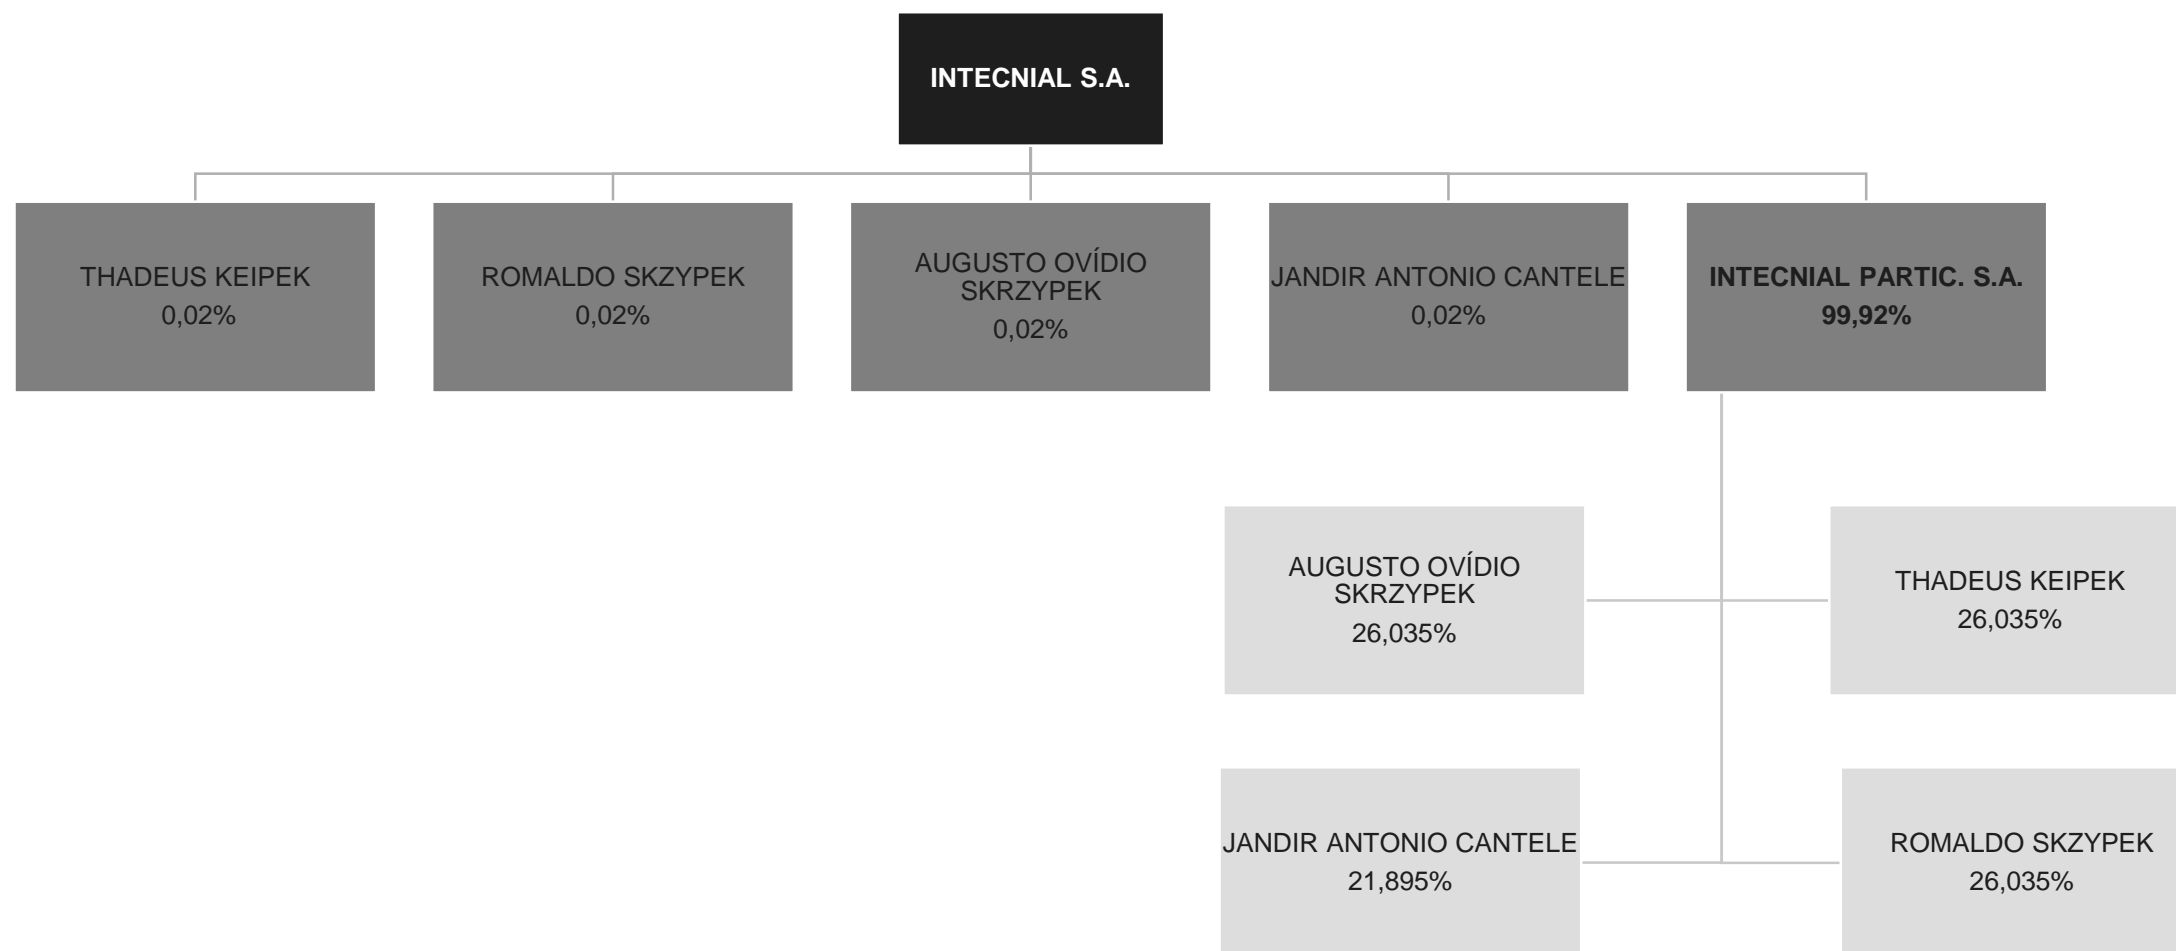 INTECNIAL S.A.
THADEUS KEIPEK
0,02%
ROMALDO SKZYPEK
0,02%
AUGUSTO OVÍDIO
SKRZYPEK
0,02%
JANDIR ANTONIO CANTELE
0,02%
INTECNIAL PARTIC. S.A.
99,92%
AUGUSTO OVÍDIO
SKRZYPEK
26,035%
THADEUS KEIPEK
26,035%
JANDIR ANTONIO CANTELE
21,895%
ROMALDO SKZYPEK
26,035%